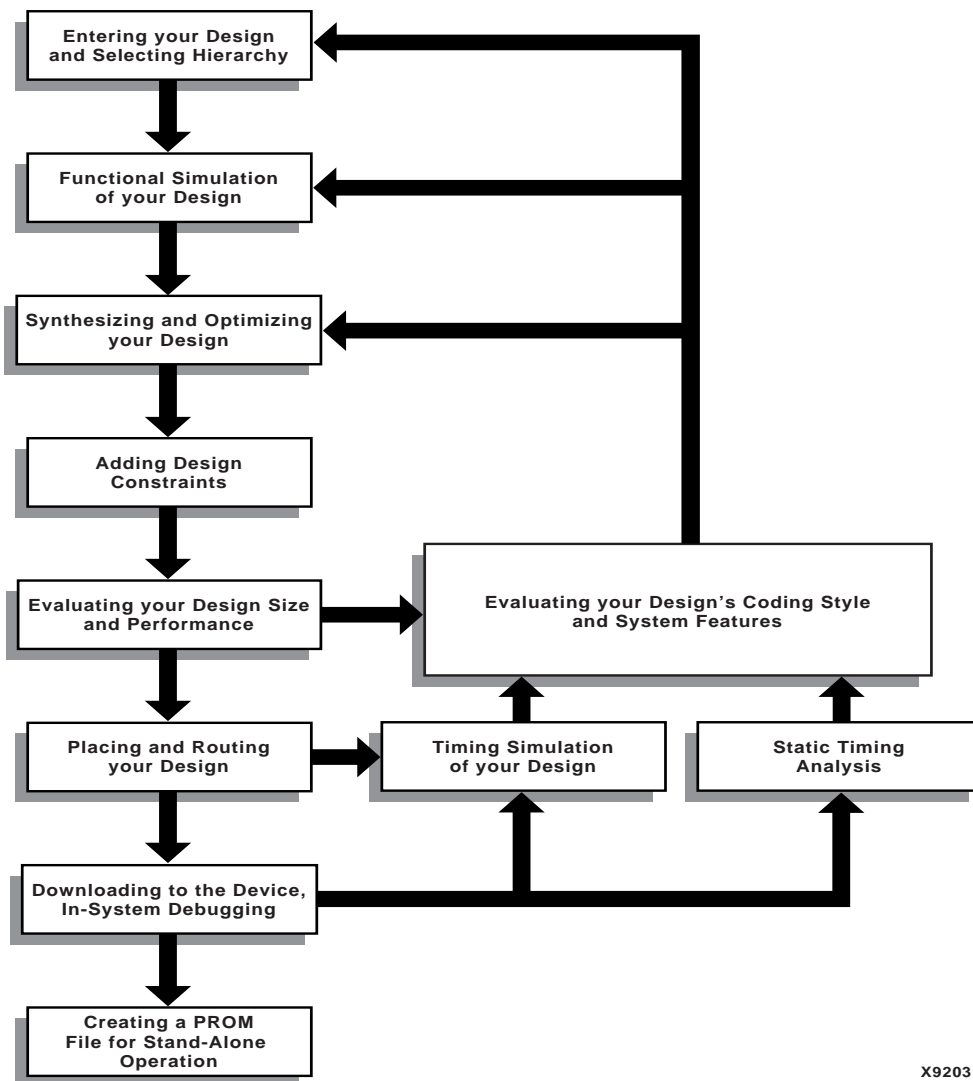 Entering your Design
and Selecting Hierarchy
Functional Simulation
of your Design
Synthesizing and Optimizing
your Design
Adding Design
Constraints
Evaluating your Design Size
and Performance
Evaluating your Design's Coding Style
and System Features
Placing and Routing
your Design
Timing Simulation
of your Design
Static Timing
Analysis
Downloading to the Device,
In-System Debugging
Creating a PROM
File for Stand-Alone
Operation
X9203